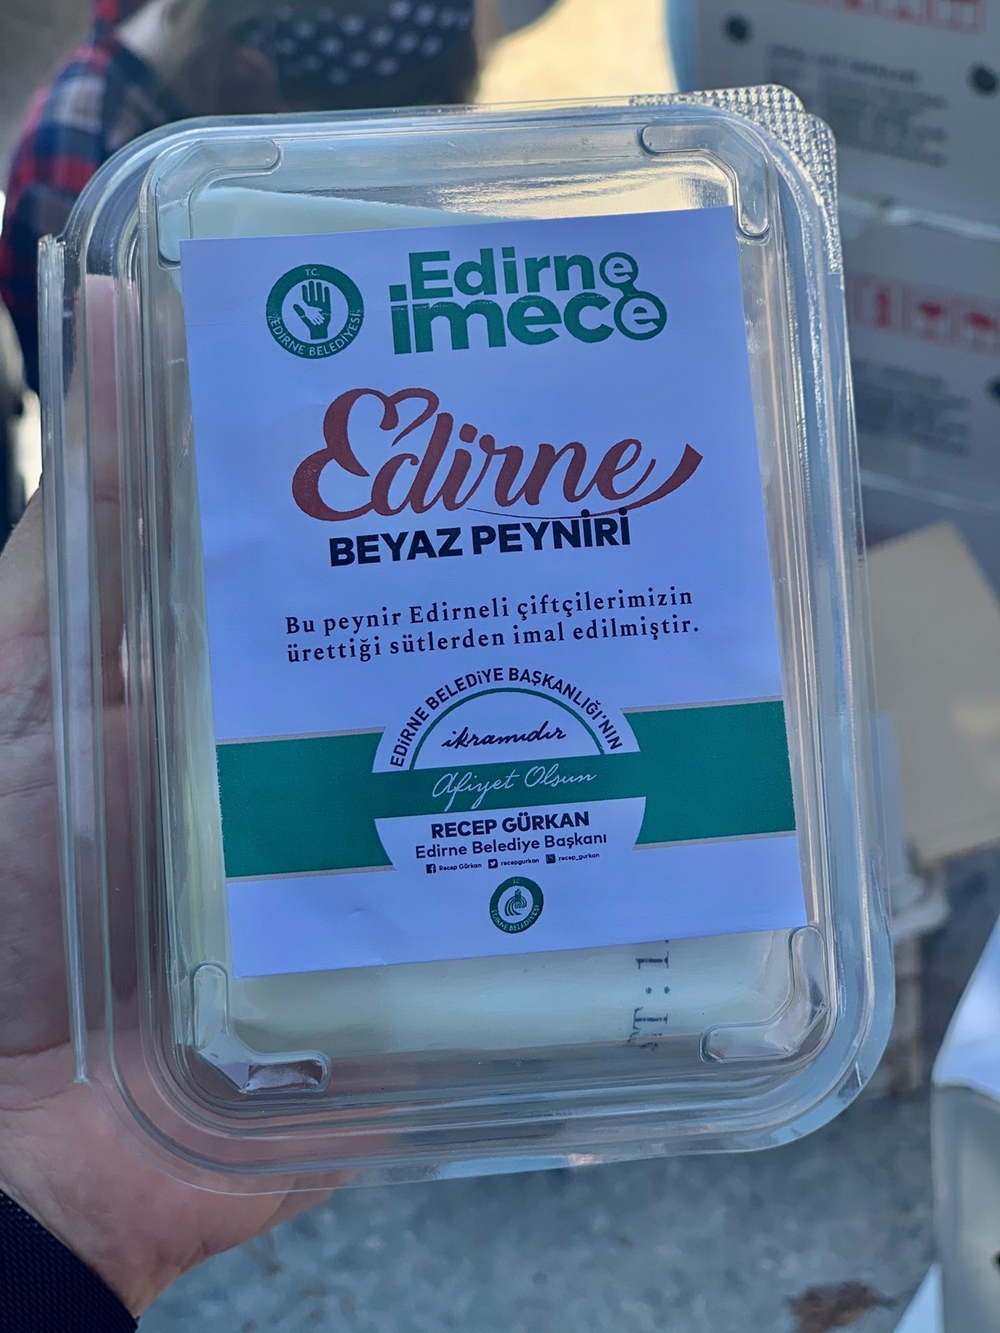 T.C.
EDİRNE BELEDİYESİ
Edirne
imece
Edirne
BEYAZ PEYNİRİ
Bu peynir Edirneli çiftçilerimizin
ürettiği sütlerden imal edilmiştir.
EDİRNE BELEDİYE BAŞKANLIĞI'NIN
ikramıdır
Afiyet Olsun
RECEP GÜRKAN
Edirne Belediye Başkanı
Recep Gürkan recepgurkan recep_gurkan
T.C.
EDİRNE BELEDİYESİ